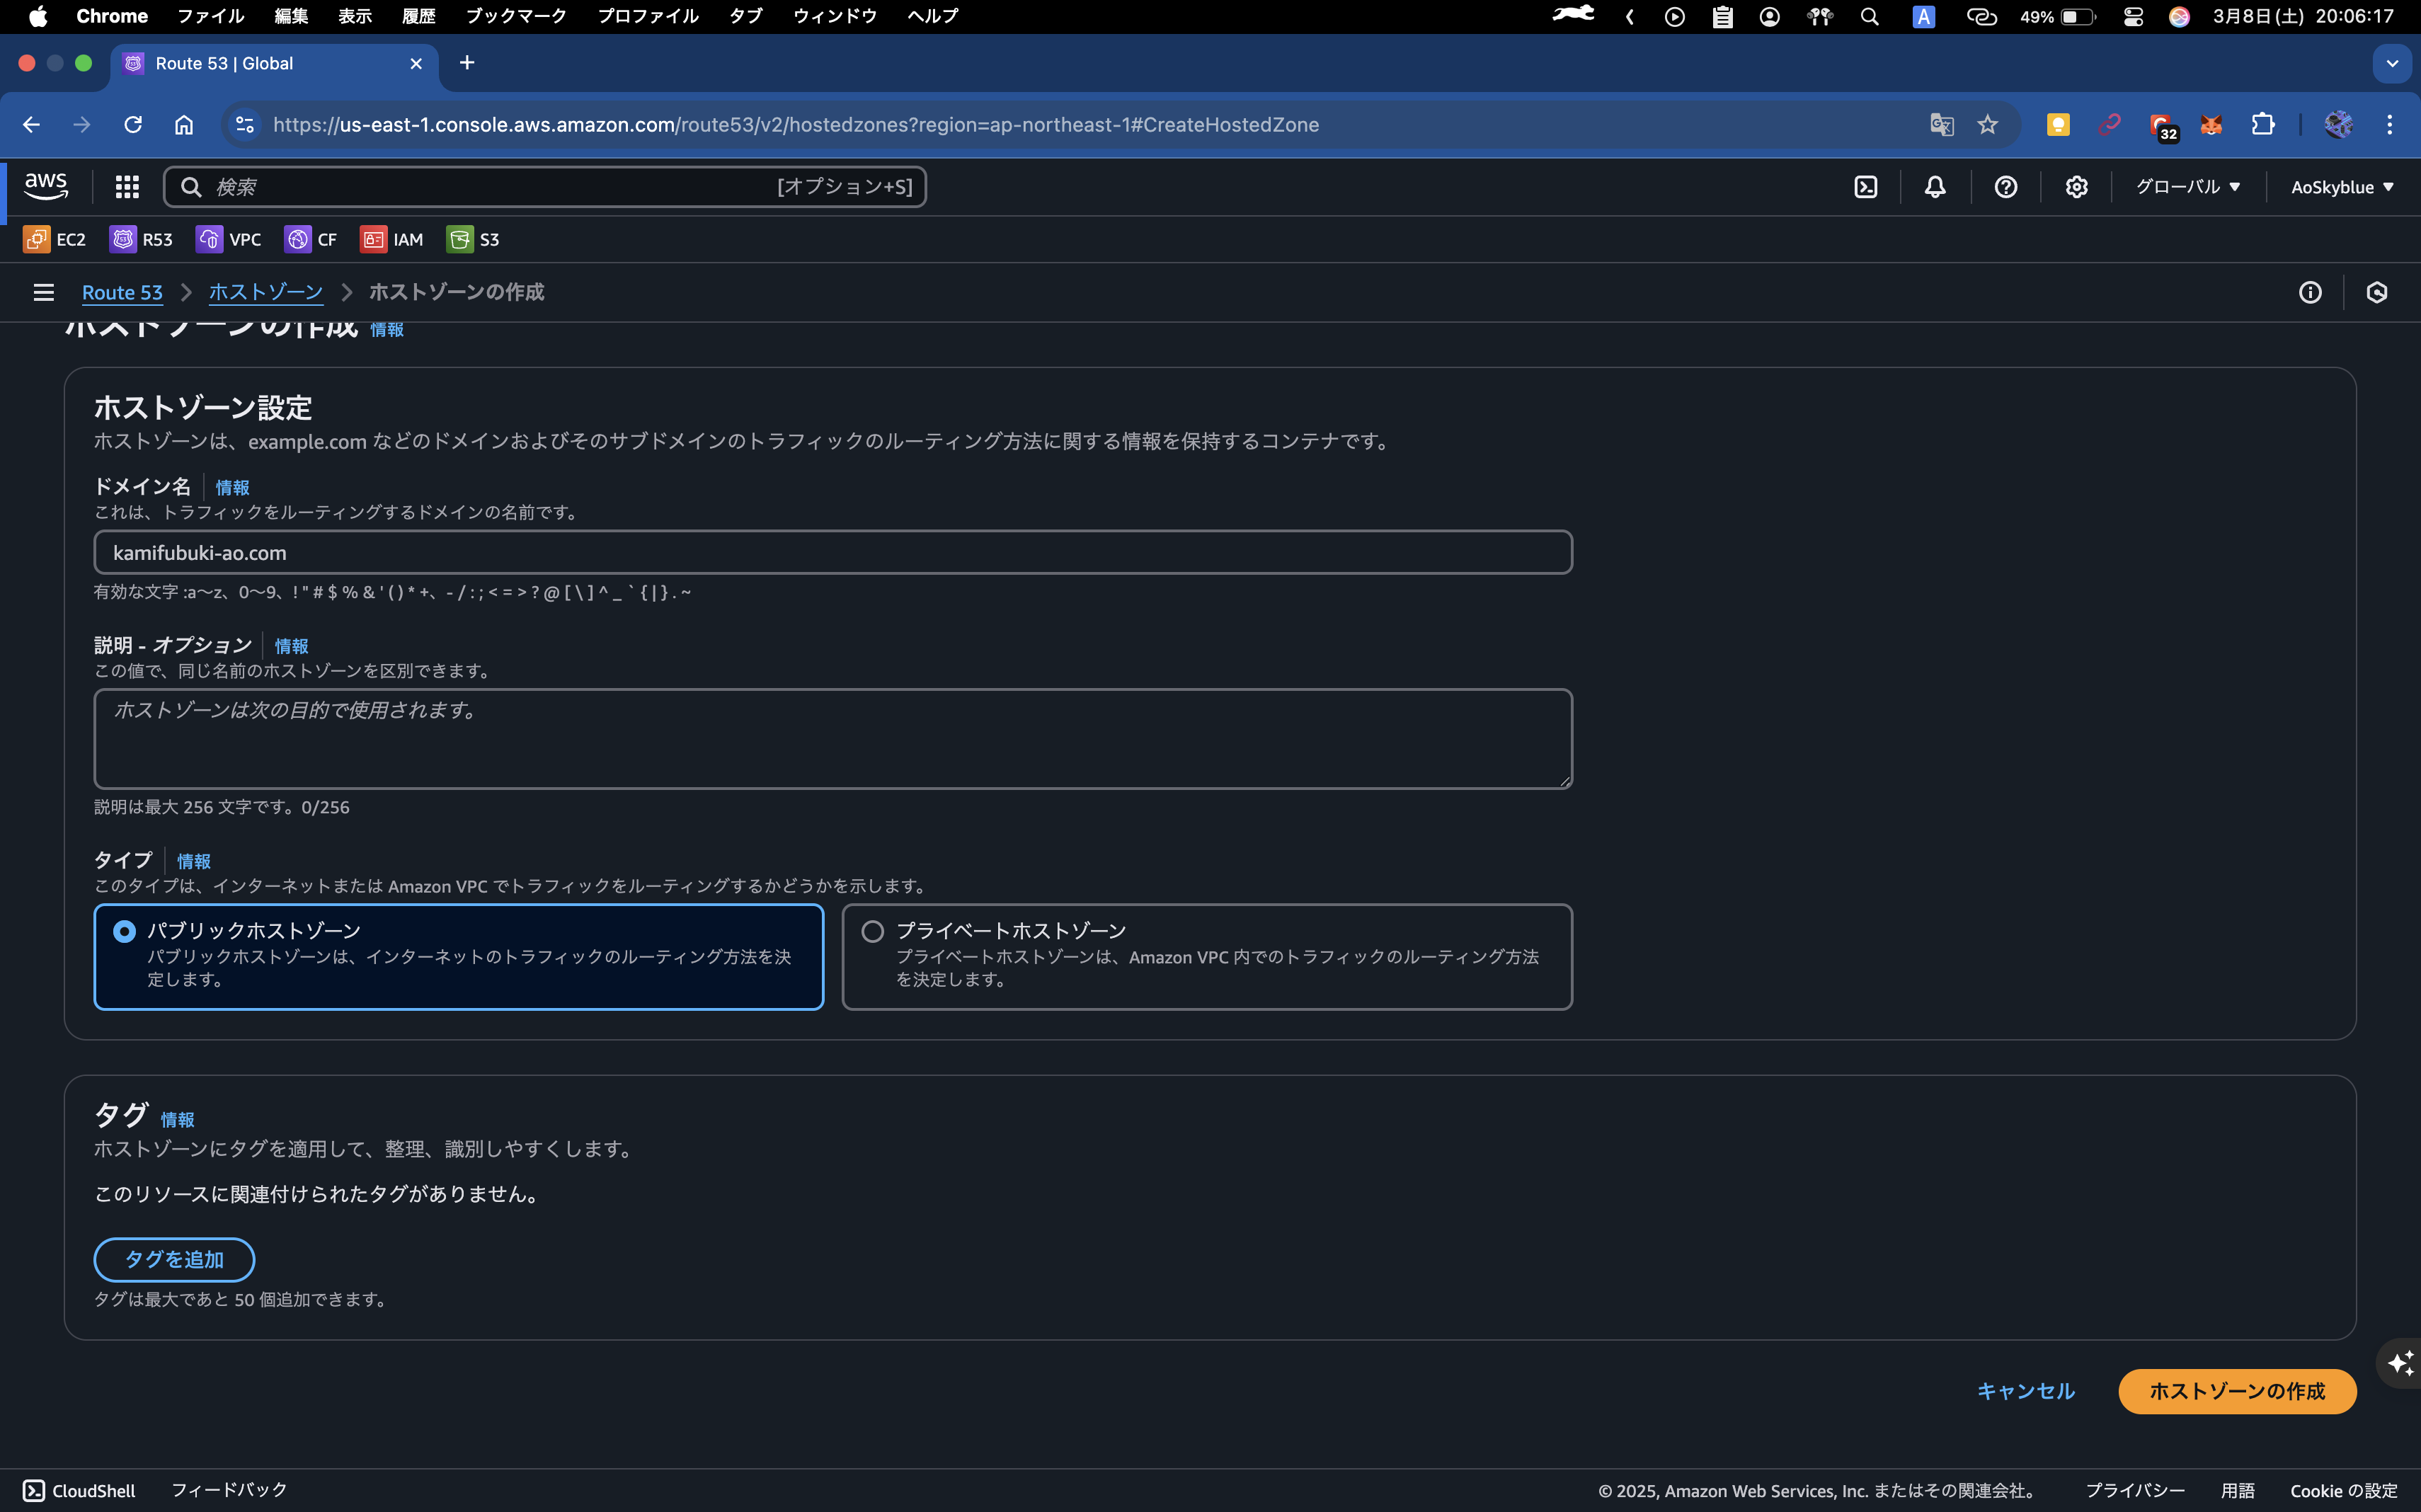 Chrome ファイル 編集 表示 履歴 ブックマーク プロファイル タブ ウィンドウ ヘルプ A 49% 3月8日(土) 20:06:17
Route 53 | Global
https://us-east-1.console.aws.amazon.com/route53/v2/hostedzones?region=ap-northeast-1#CreateHostedZone 32
aws 検索 [オプション+S] グローバル AoSkyblue
EC2 R53 VPC CF IAM S3
Route 53 ホストゾーン ホストゾーンの作成
ホストゾーンの作成 情報
ホストゾーン設定
ホストゾーンは、example.com などのドメインおよびそのサブドメインのトラフィックのルーティング方法に関する情報を保持するコンテナです。
ドメイン名 情報
これは、トラフィックをルーティングするドメインの名前です。
kamifubuki-ao.com
有効な文字 :a〜z、0〜9、! " # $ % & ' ( ) * +、- / : ; < = > ? @ [ \ ] ^ _ ` { | } . ~
説明 - オプション 情報
この値で、同じ名前のホストゾーンを区別できます。
ホストゾーンは次の目的で使用されます。
説明は最大 256 文字です。0/256
タイプ 情報
このタイプは、インターネットまたは Amazon VPC でトラフィックをルーティングするかどうかを示します。
パブリックホストゾーン
パブリックホストゾーンは、インターネットのトラフィックのルーティング方法を決
定します。
プライベートホストゾーン
プライベートホストゾーンは、Amazon VPC 内でのトラフィックのルーティング方法
を決定します。
タグ 情報
ホストゾーンにタグを適用して、整理、識別しやすくします。
このリソースに関連付けられたタグがありません。
タグを追加
タグは最大であと 50 個追加できます。
キャンセル ホストゾーンの作成
CloudShell フィードバック © 2025, Amazon Web Services, Inc. またはその関連会社。 プライバシー 用語 Cookie の設定